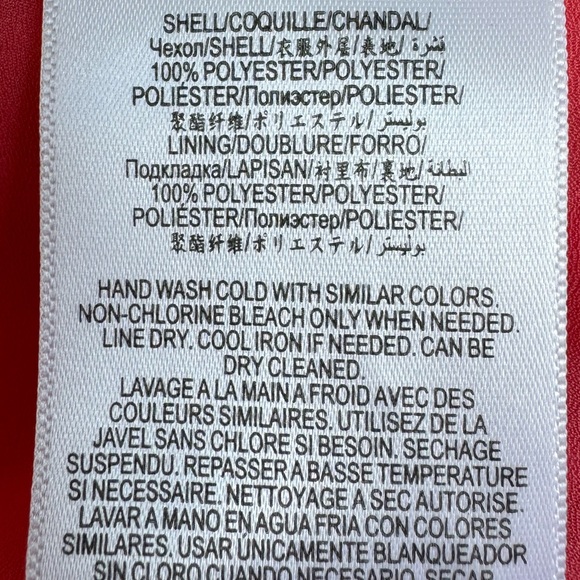 SHELL/COQUILLE/CHANDAL/
Чехол/SHELL/衣服外层/表地/ قشرة/
100% POLYESTER/POLYESTER/
POLIÉSTER/Полиэстер/POLIESTER/
聚酯纤维/ポリエステル/بوليستر/
LINING/DOUBLURE/FORRO/
Подкладка/LAPISAN/衬里布/裏地/ البطانة/
100% POLYESTER/POLYESTER/
POLIÉSTER/Полиэстер/POLIESTER/
聚酯纤维/ポリエステル/بوليستر/
HAND WASH COLD WITH SIMILAR COLORS.
NON-CHLORINE BLEACH ONLY WHEN NEEDED.
LINE DRY. COOL IRON IF NEEDED. CAN BE
DRY CLEANED.
LAVAGE A LA MAIN A FROID AVEC DES
COULEURS SIMILAIRES. UTILISEZ DE LA
JAVEL SANS CHLORE SI BESOIN. SECHAGE
SUSPENDU. REPASSER A BASSE TEMPERATURE
SI NECESSAIRE. NETTOYAGE A SEC AUTORISE.
LAVAR A MANO EN AGUA FRIA CON COLORES
SIMILARES. USAR ÚNICAMENTE BLANQUEADOR
SIN CLORO CUANDO NECESARIO. SECAR